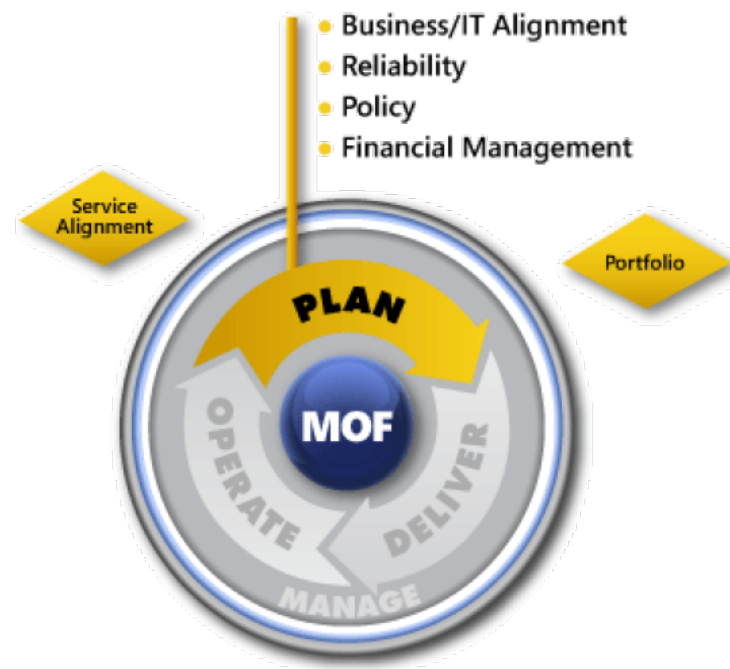 Business/IT Alignment
Reliability
Policy
Financial Management
Service
Alignment
Portfolio
PLAN
MOF
OPERATE
DELIVER
MANAGE